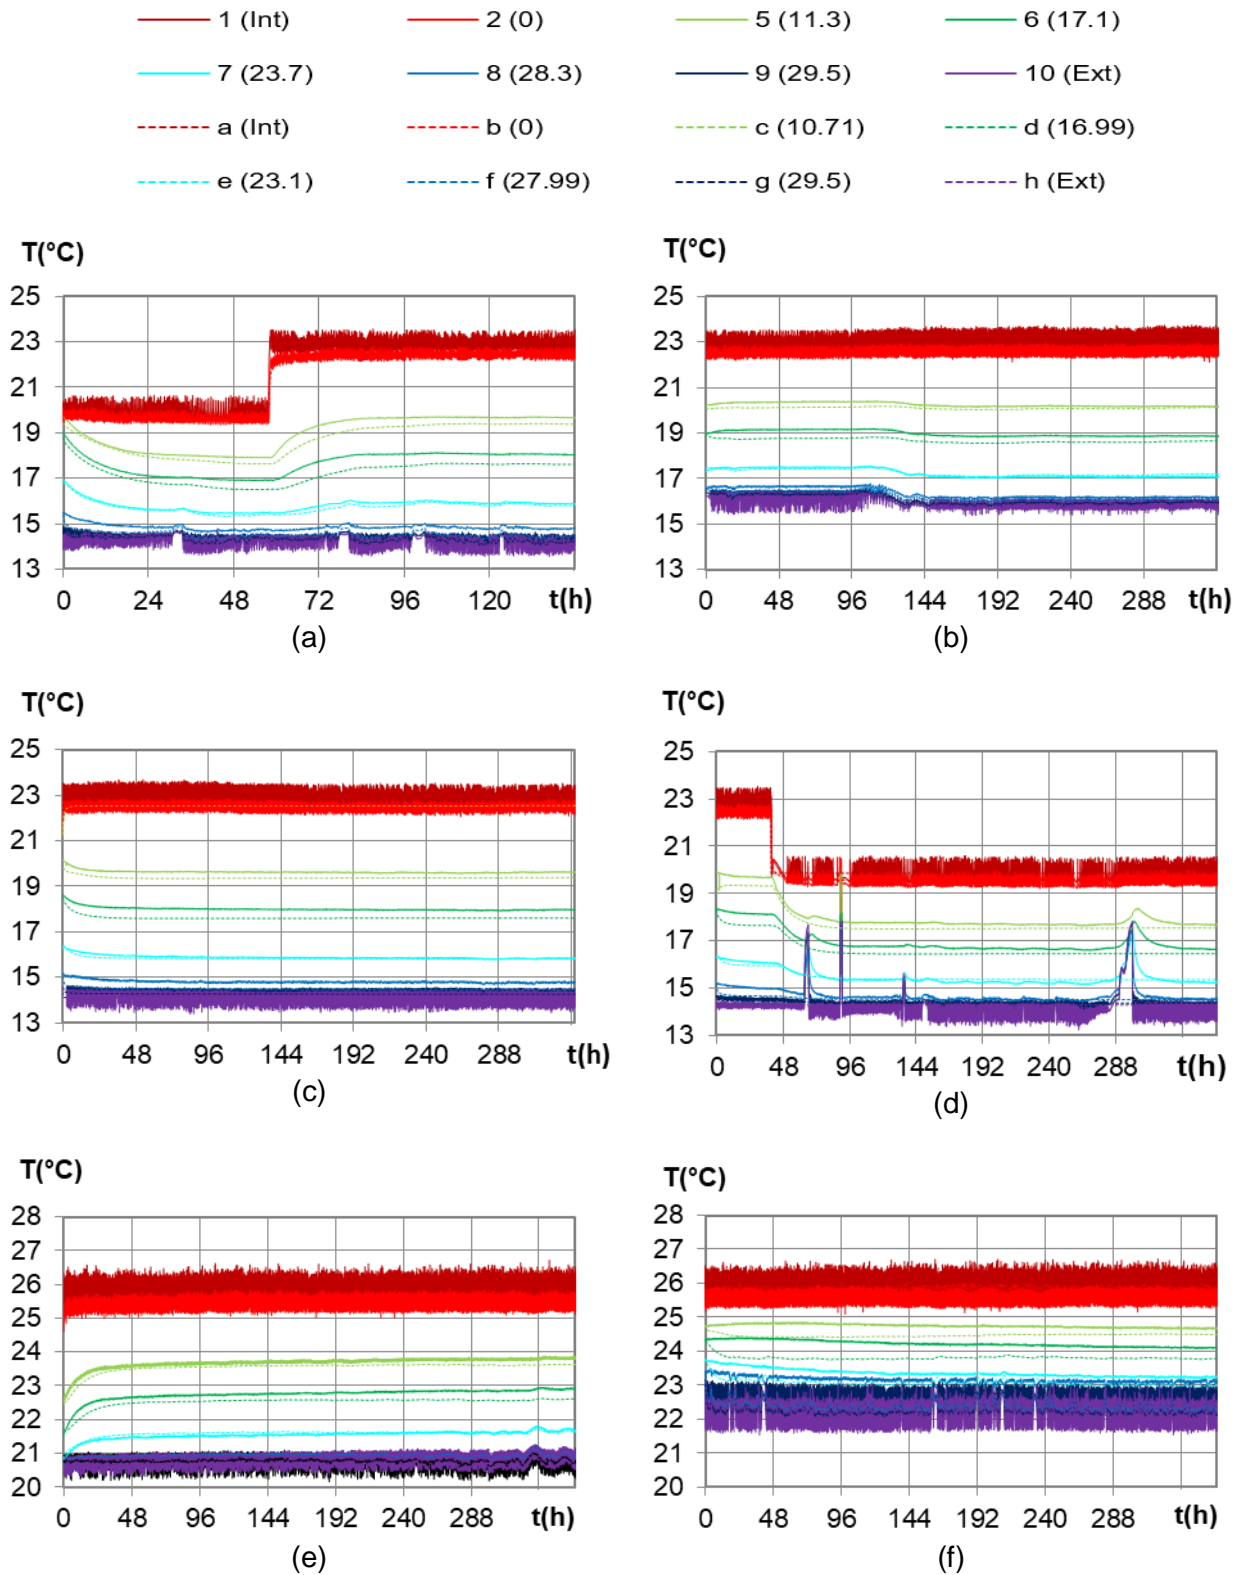 1 (Int) 2 (0) 5 (11.3) 6 (17.1)
7 (23.7) 8 (28.3) 9 (29.5) 10 (Ext)
a (Int) b (0) c (10.71) d (16.99)
e (23.1) f (27.99) g (29.5) h (Ext)
T(°C)
25
23
21
19
17
15
13
0 24 48 72 96 120 t(h)
(a)
T(°C)
25
23
21
19
17
15
13
0 48 96 144 192 240 288 t(h)
(b)
T(°C)
25
23
21
19
17
15
13
0 48 96 144 192 240 288 t(h)
(c)
T(°C)
25
23
21
19
17
15
13
0 48 96 144 192 240 288 t(h)
(d)
T(°C)
28
27
26
25
24
23
22
21
20
0 48 96 144 192 240 288 t(h)
(e)
T(°C)
28
27
26
25
24
23
22
21
20
0 48 96 144 192 240 288 t(h)
(f)